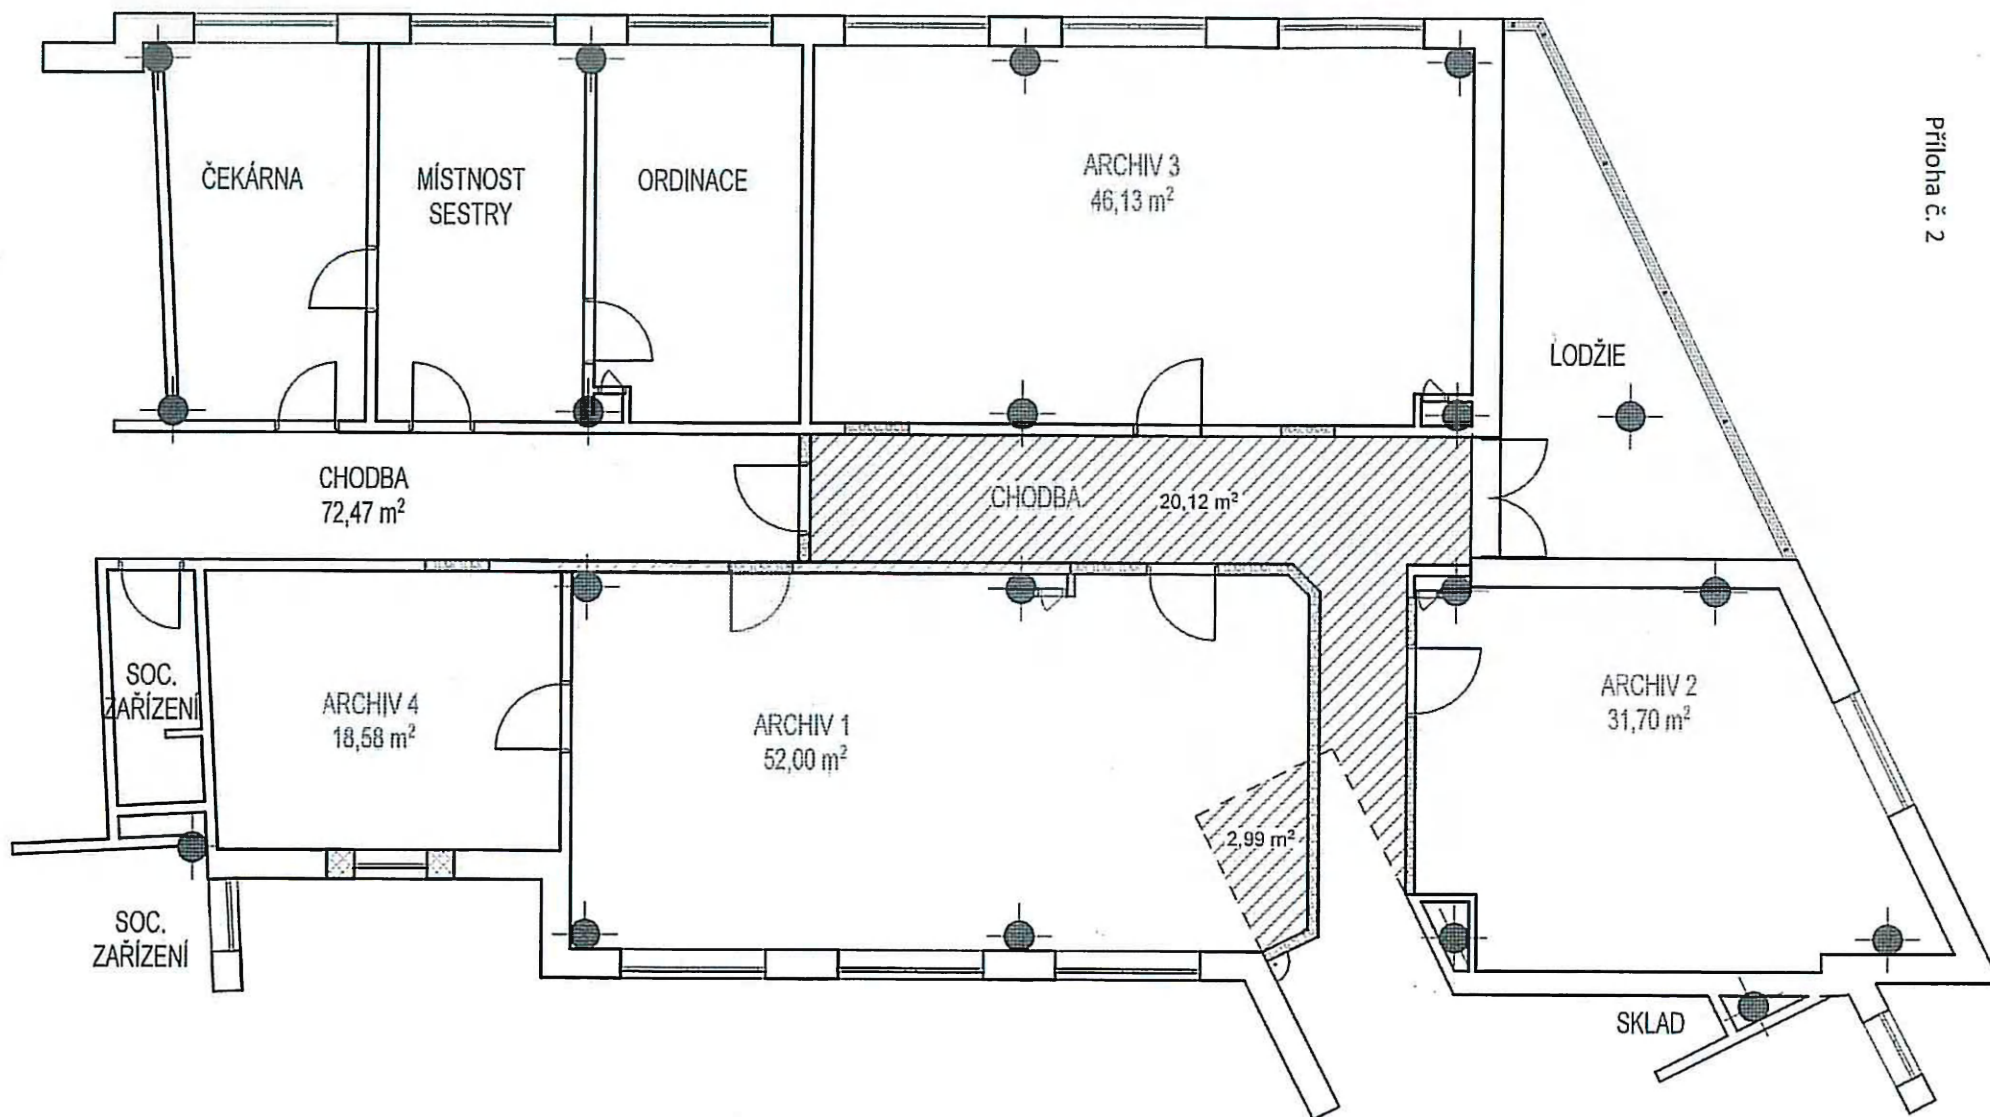 Příloha č. 2
ČEKÁRNA
MÍSTNOST
SESTRY
ORDINACE
ARCHIV 3
46,13 m²
LODŽIE
CHODBA
72,47 m²
CHODBA 20,12 m²
SOC.
ZAŘÍZENÍ
ARCHIV 4
18,58 m²
ARCHIV 1
52,00 m²
ARCHIV 2
31,70 m²
2,99 m²
SOC.
ZAŘÍZENÍ
SKLAD